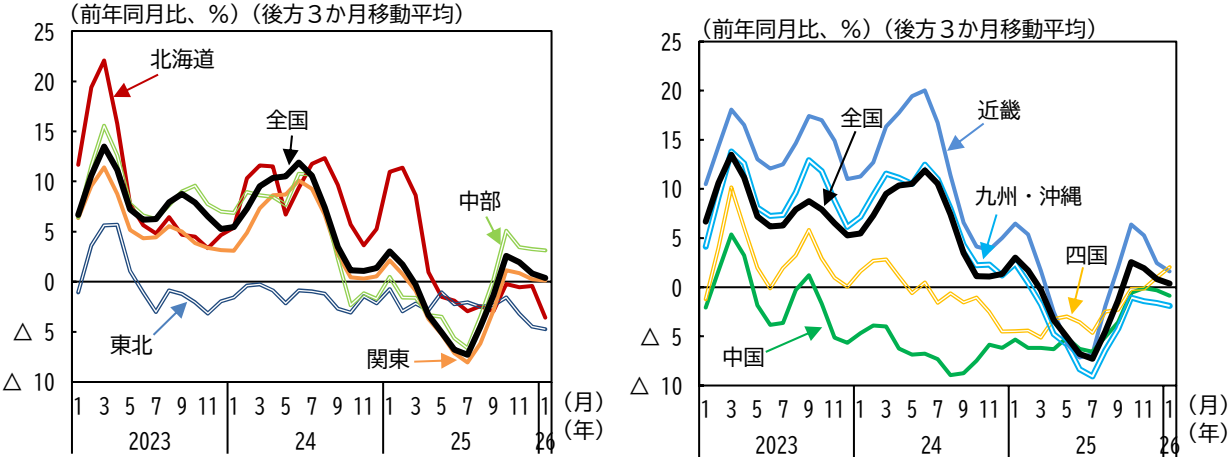 （前年同月比、％）（後方３か月移動平均）
25
20
15
10
5
0
△ 5
△ 10
北海道
全国
中部
東北
関東
1 3 5 7 9 11 1 3 5 7 9 11 1 3 5 7 9 11 1 （月）
2023 24 25 26 （年）
（前年同月比、％）（後方３か月移動平均）
25
20
15
10
5
0
△ 5
△ 10
近畿
全国
九州・沖縄
四国
中国
1 3 5 7 9 11 1 3 5 7 9 11 1 3 5 7 9 11 1 （月）
2023 24 25 26 （年）